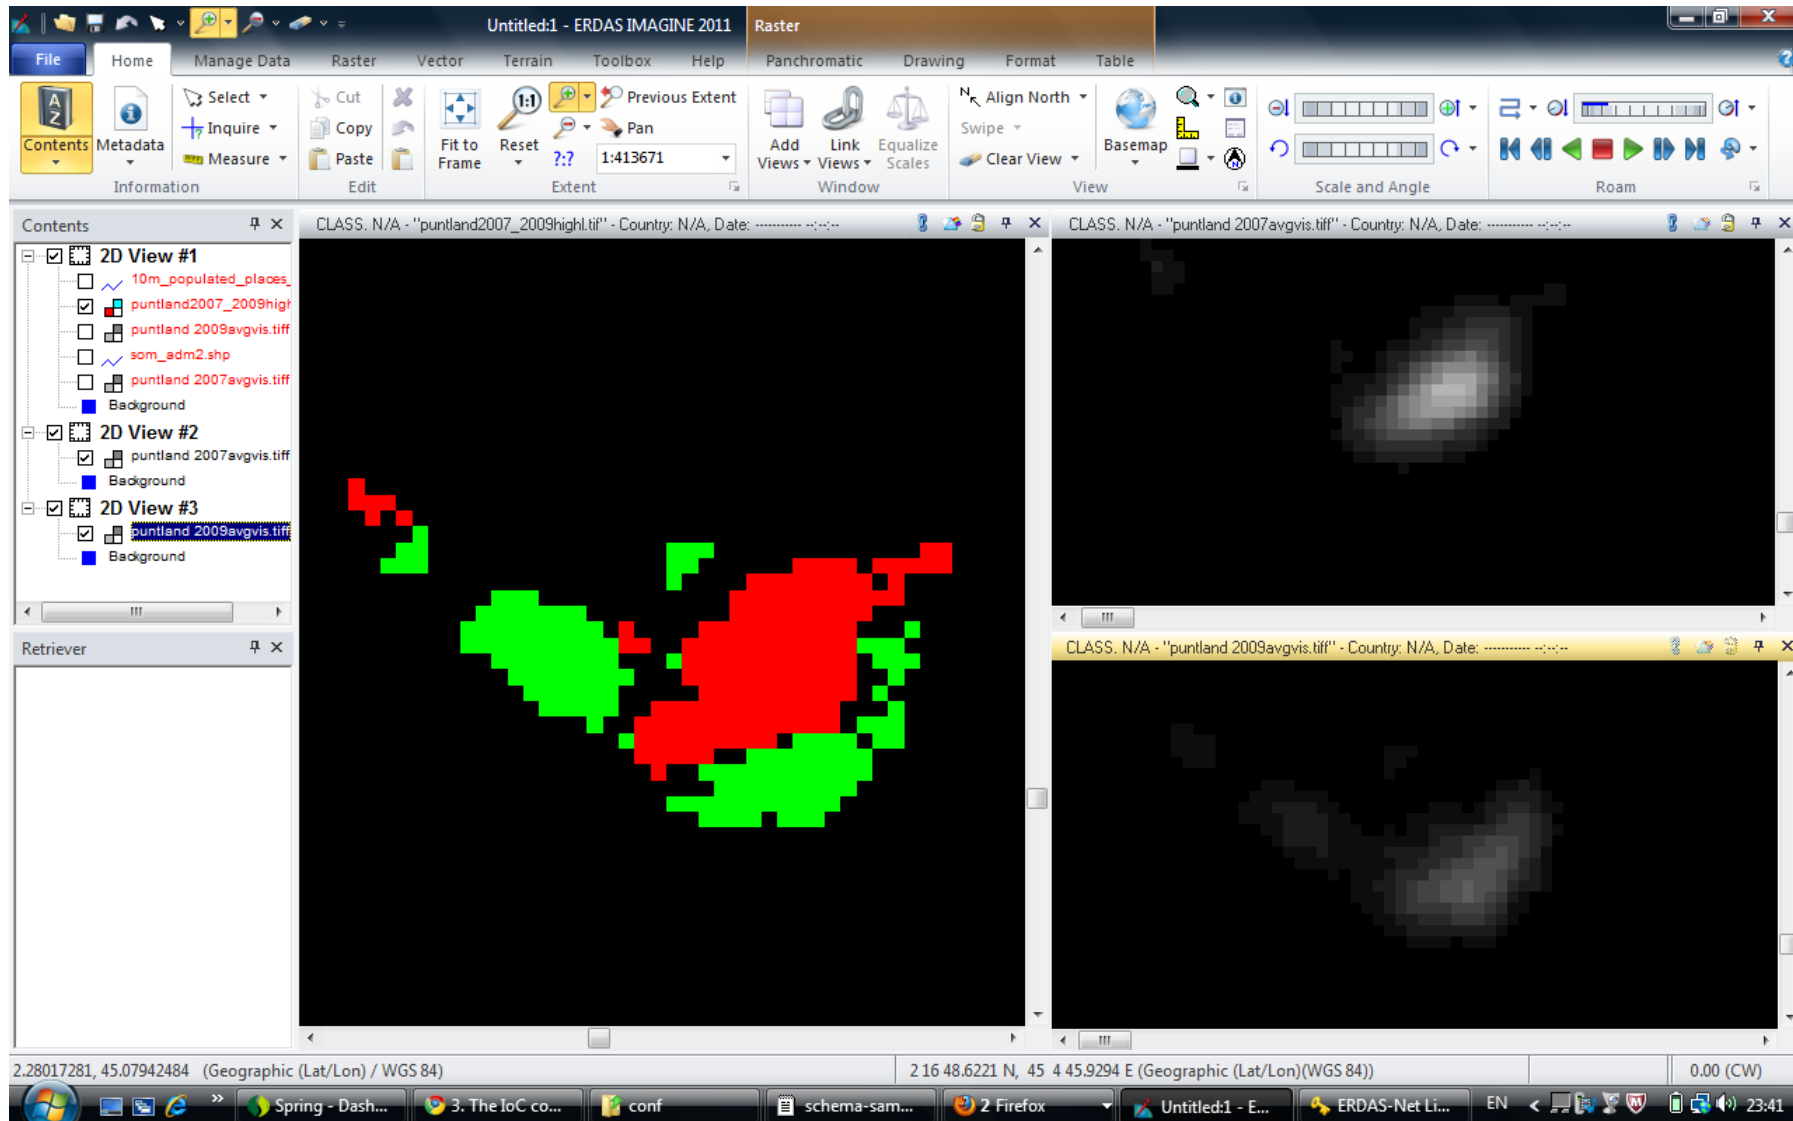 Untitled:1 - ERDAS IMAGINE 2011
Raster
File
Home
Manage Data
Raster
Vector
Terrain
Toolbox
Help
Panchromatic
Drawing
Format
Table
Contents
Metadata
Select
Inquire
Measure
Information
Cut
Copy
Paste
Edit
Fit to Frame
1:1
Reset
Previous Extent
Pan
?:?
1:413671
Extent
Add Views
Link Views
Equalize Scales
Window
Align North
Swipe
Clear View
Basemap
View
Scale and Angle
Roam
Contents
2D View #1
10m_populated_places_
puntland2007_2009high
puntland 2009avgvis.tiff
som_adm2.shp
puntland 2007avgvis.tiff
Background
2D View #2
puntland 2007avgvis.tiff
Background
2D View #3
puntland 2009avgvis.tiff
Background
Retriever
CLASS. N/A - "puntland2007_2009highl.tif" - Country: N/A, Date: ----------- --:--:--
CLASS. N/A - "puntland 2007avgvis.tiff" - Country: N/A, Date: ----------- --:--:--
CLASS. N/A - "puntland 2009avgvis.tiff" - Country: N/A, Date: ----------- --:--:--
2.28017281, 45.07942484 (Geographic (Lat/Lon) / WGS 84)
2 16 48.6221 N, 45 4 45.9294 E (Geographic (Lat/Lon)(WGS 84))
0.00 (CW)
Spring - Dash...
3. The IoC co...
conf
schema-sam...
2 Firefox
Untitled:1 - E...
ERDAS-Net Li...
EN
23:41